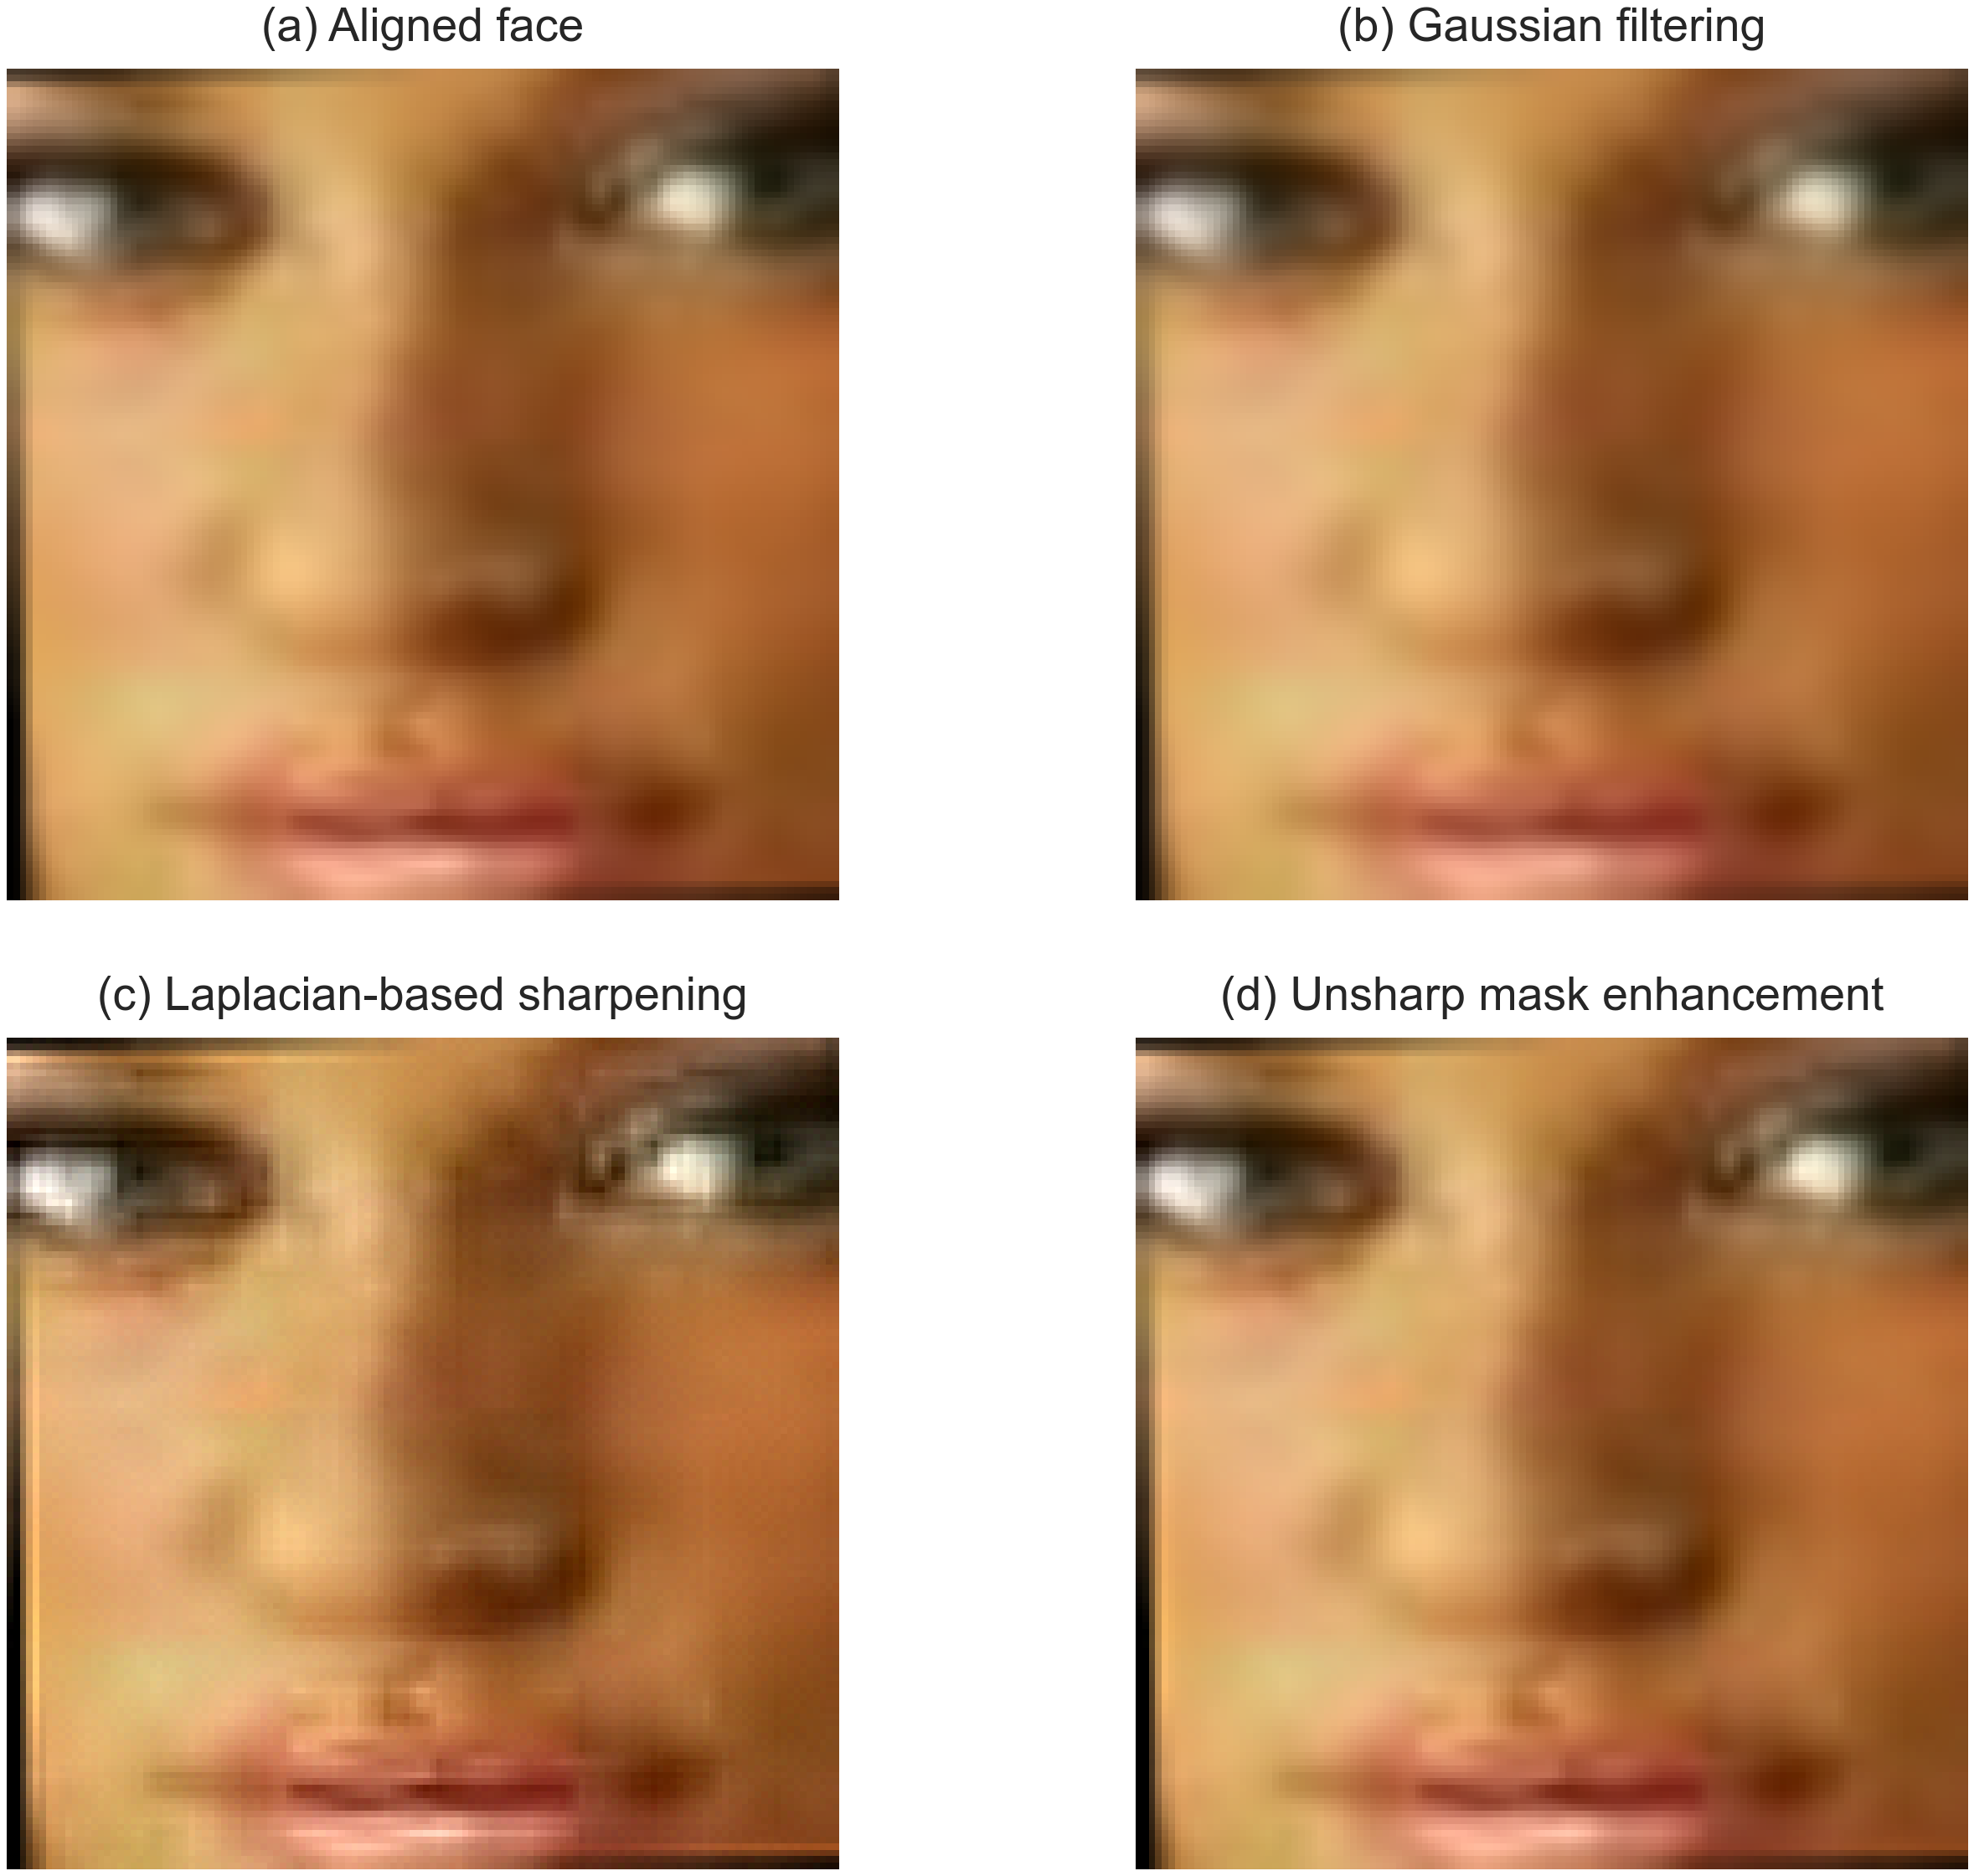 (a) Aligned face
(b) Gaussian filtering
(c) Laplacian-based sharpening
(d) Unsharp mask enhancement